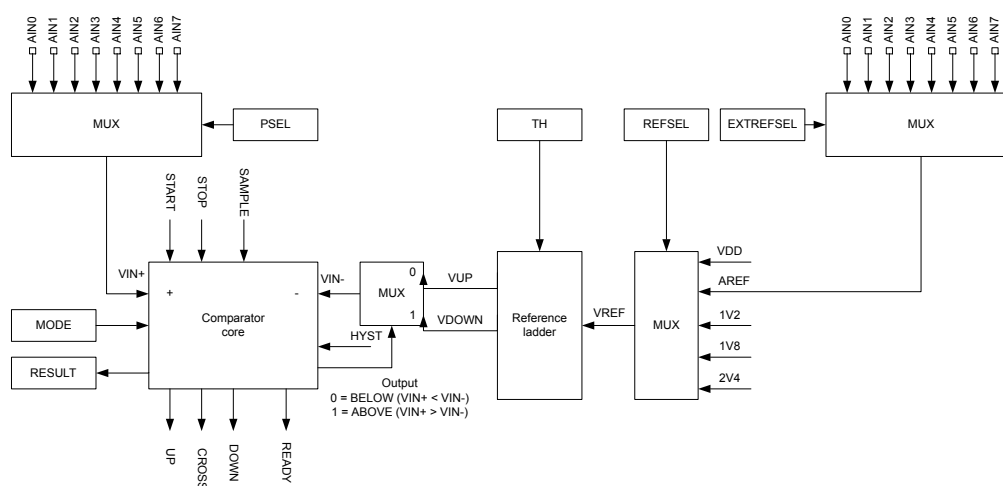 AIN0
AIN1
AIN2
AIN3
AIN4
AIN5
AIN6
AIN7
AIN0
AIN1
AIN2
AIN3
AIN4
AIN5
AIN6
AIN7
MUX
PSEL
TH
REFSEL
EXTREFSEL
MUX
START
STOP
SAMPLE
VIN+
+
-
Comparator
core
VIN-
MUX
0
1
VUP
VDOWN
HYST
Reference
ladder
VREF
MUX
VDD
AREF
1V2
1V8
2V4
MODE
RESULT
Output
0 = BELOW (VIN+ < VIN-)
1 = ABOVE (VIN+ > VIN-)
UP
CROSS
DOWN
READY